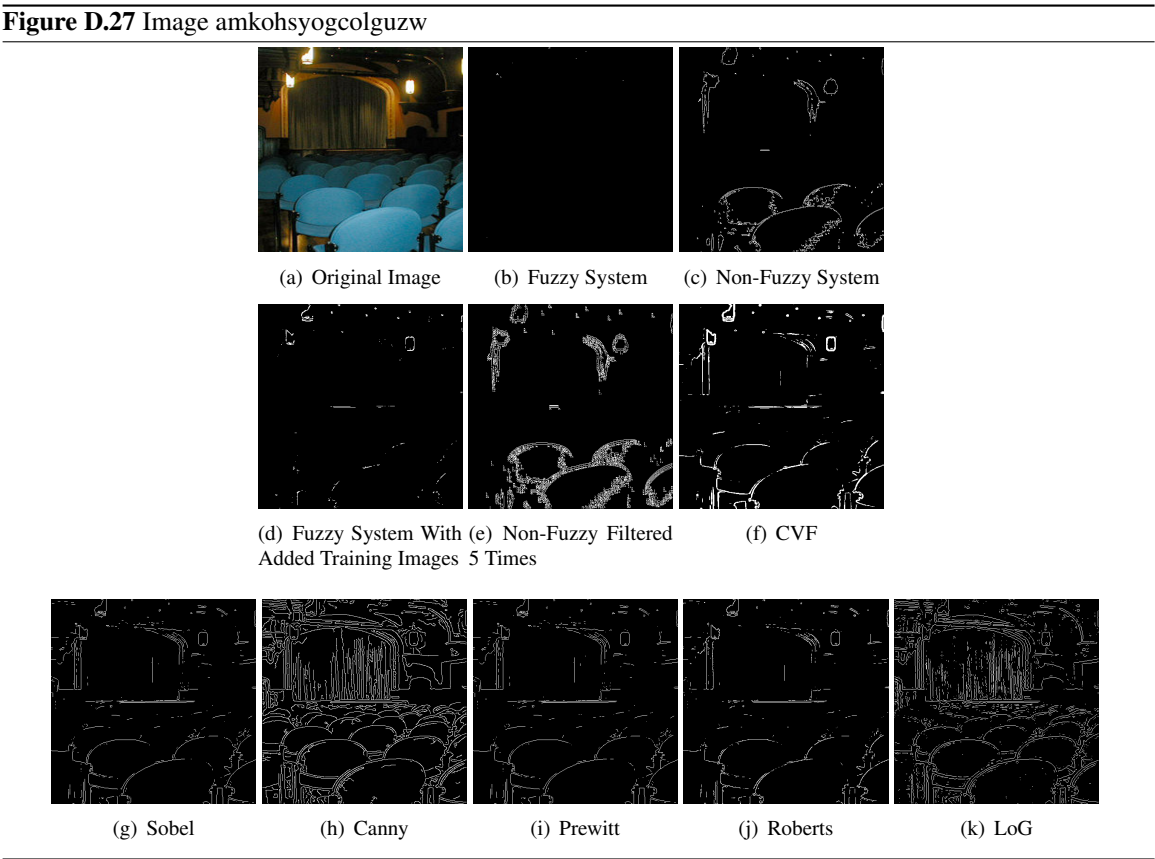 Figure D.27 Image amkohsyogcolguzw
(a) Original Image
(b) Fuzzy System
(c) Non-Fuzzy System
(d) Fuzzy System With
Added Training Images
(e) Non-Fuzzy Filtered
5 Times
(f) CVF
(g) Sobel
(h) Canny
(i) Prewitt
(j) Roberts
(k) LoG